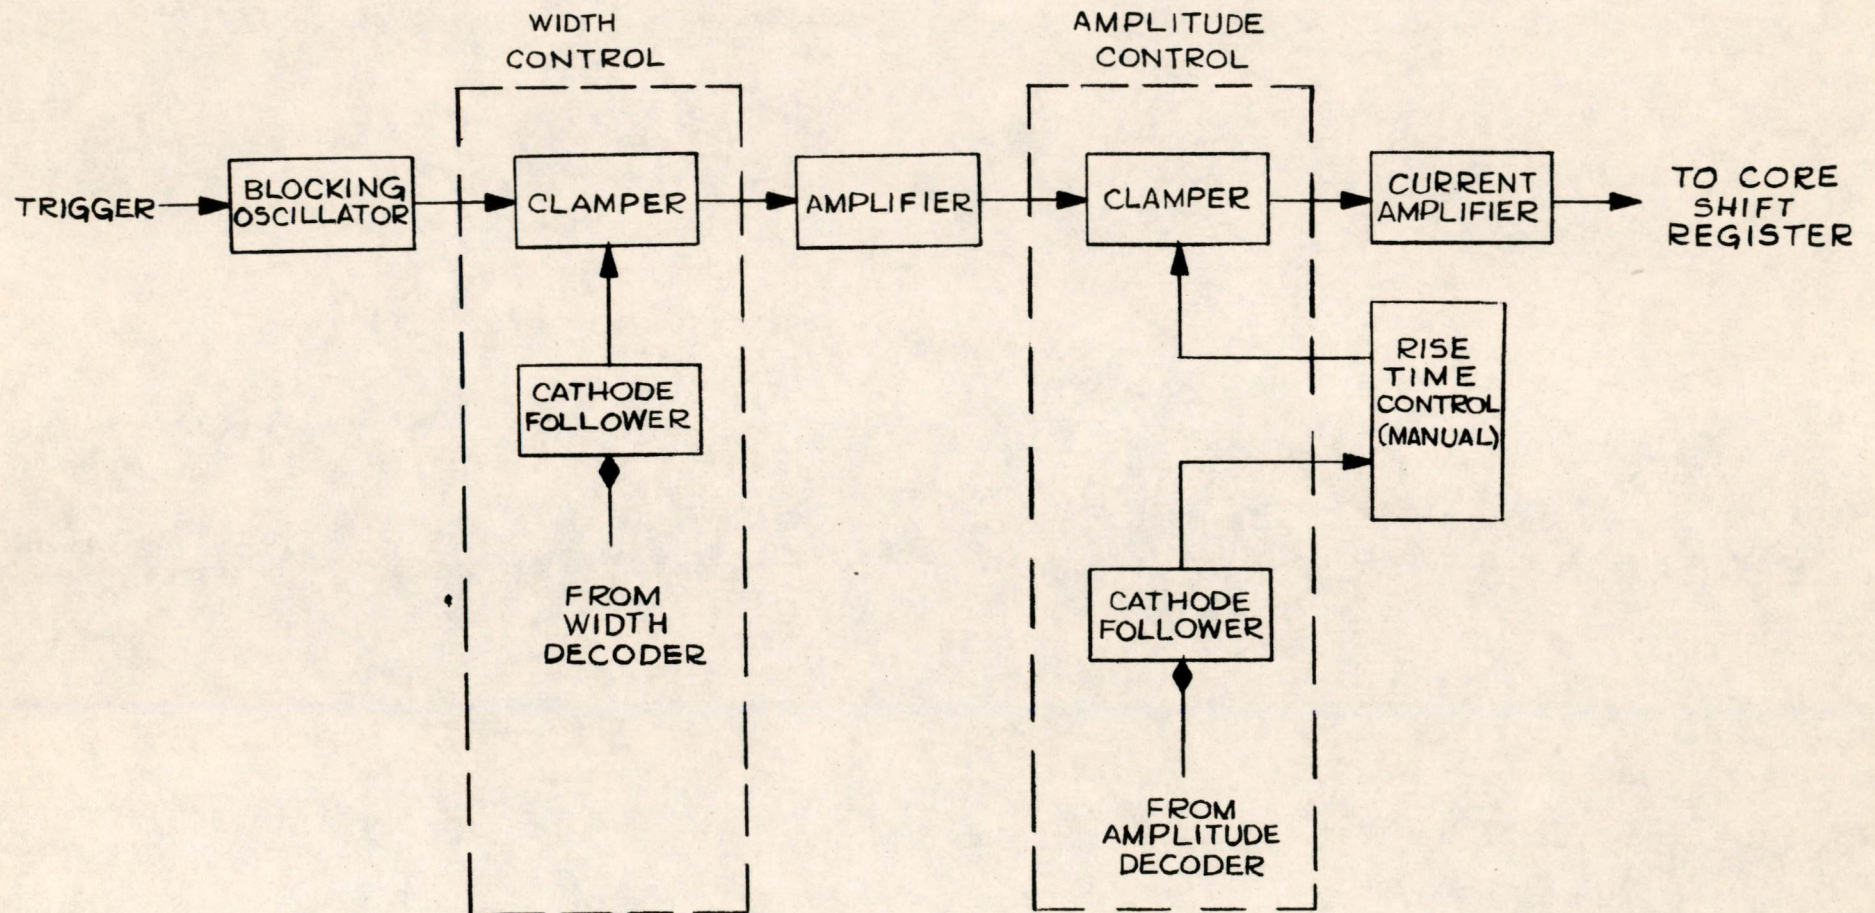 WIDTH
CONTROL
AMPLITUDE
CONTROL
TRIGGER
BLOCKING
OSCILLATOR
CLAMPER
AMPLIFIER
CLAMPER
CURRENT
AMPLIFIER
TO CORE
SHIFT
REGISTER
CATHODE
FOLLOWER
RISE
TIME
CONTROL
(MANUAL)
FROM
WIDTH
DECODER
CATHODE
FOLLOWER
FROM
AMPLITUDE
DECODER